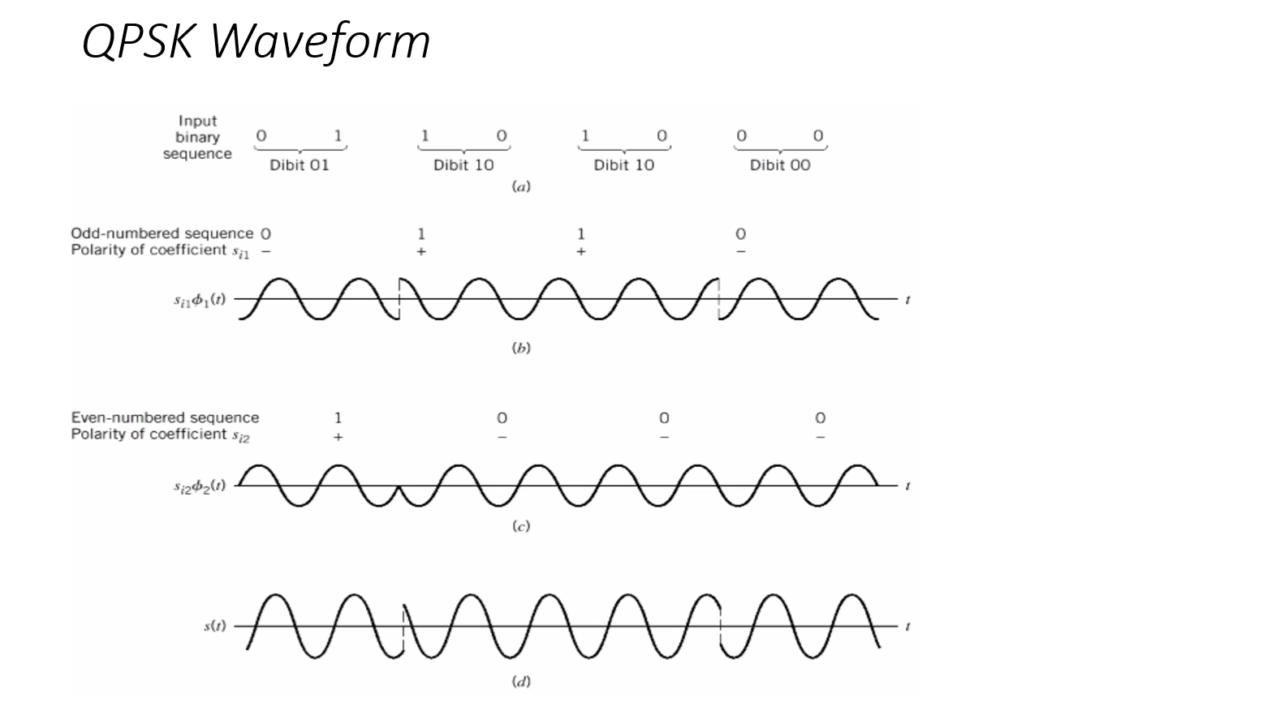 QPSK Waveform
Input
binary
sequence
0 1 1 0 1 0 0 0
Dibit 01 Dibit 10 Dibit 10 Dibit 00
(a)
Odd-numbered sequence 0 1 1 0
Polarity of coefficient si1 − + + −
si1ϕ1(t) t
(b)
Even-numbered sequence 1 0 0 0
Polarity of coefficient si2 + − − −
si2ϕ2(t) t
(c)
s(t) t
(d)